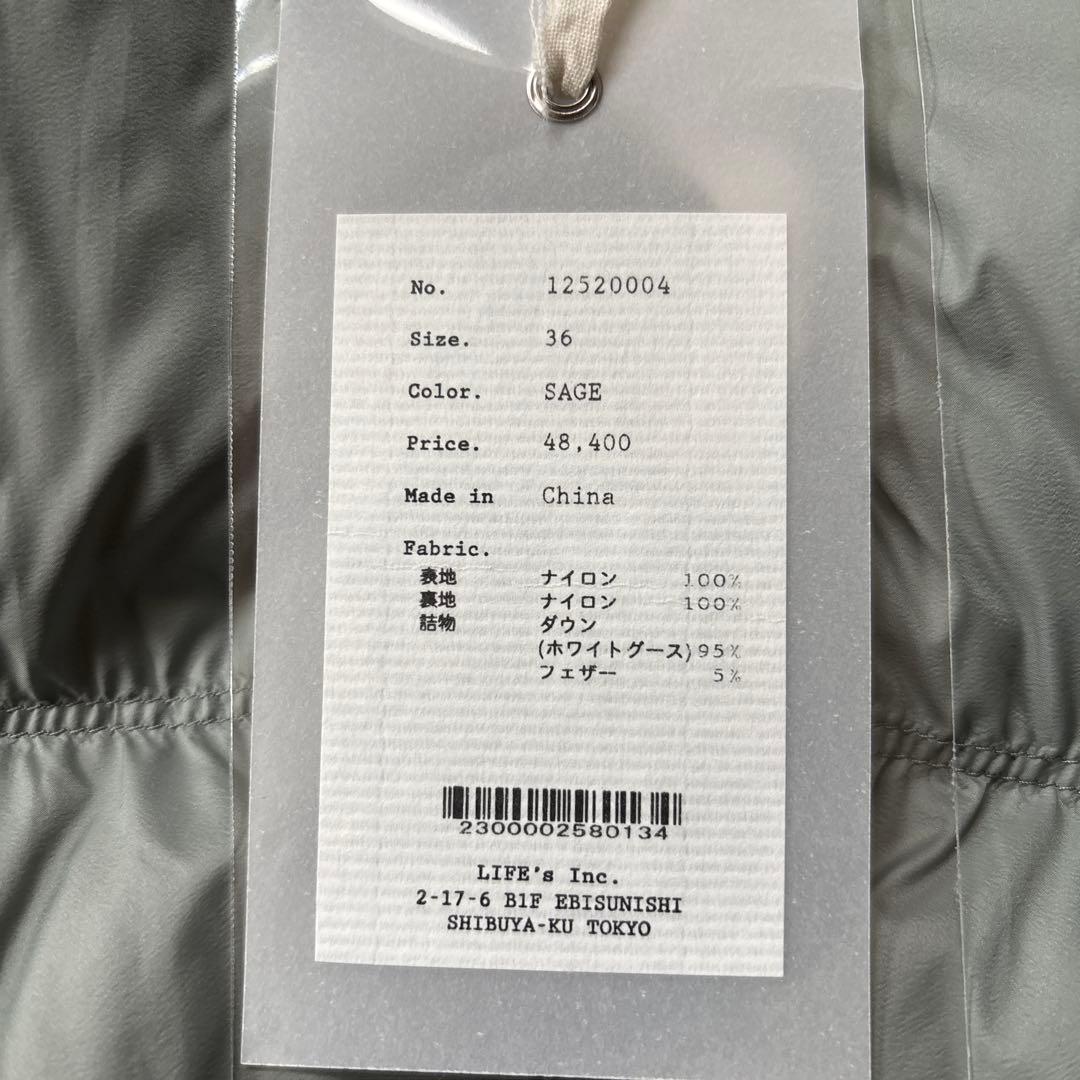 No. 12520004
Size. 36
Color. SAGE
Price. 48,400
Made in China
Fabric.
表地 ナイロン 100%
裏地 ナイロン 100%
詰物 ダウン
(ホワイトグース) 95%
フェザー 5%
2300002580134
LIFE's Inc.
2-17-6 B1F EBISUNISHI
SHIBUYA-KU TOKYO